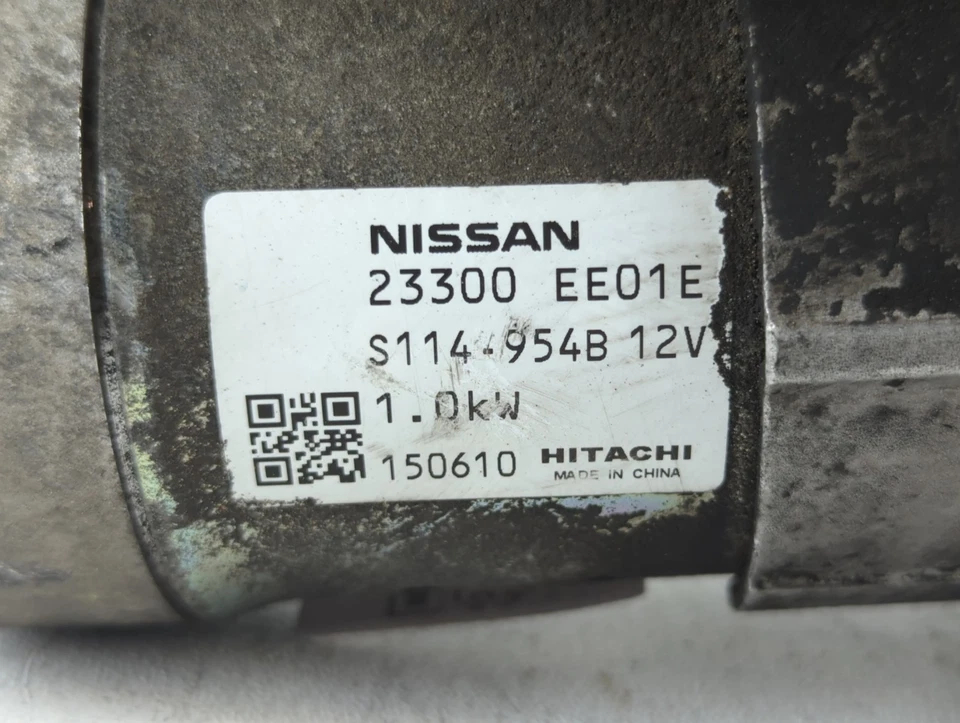 NISSAN
23300 EE01E
S114-954B 12V
1.0kW
150610 HITACHI
MADE IN CHINA